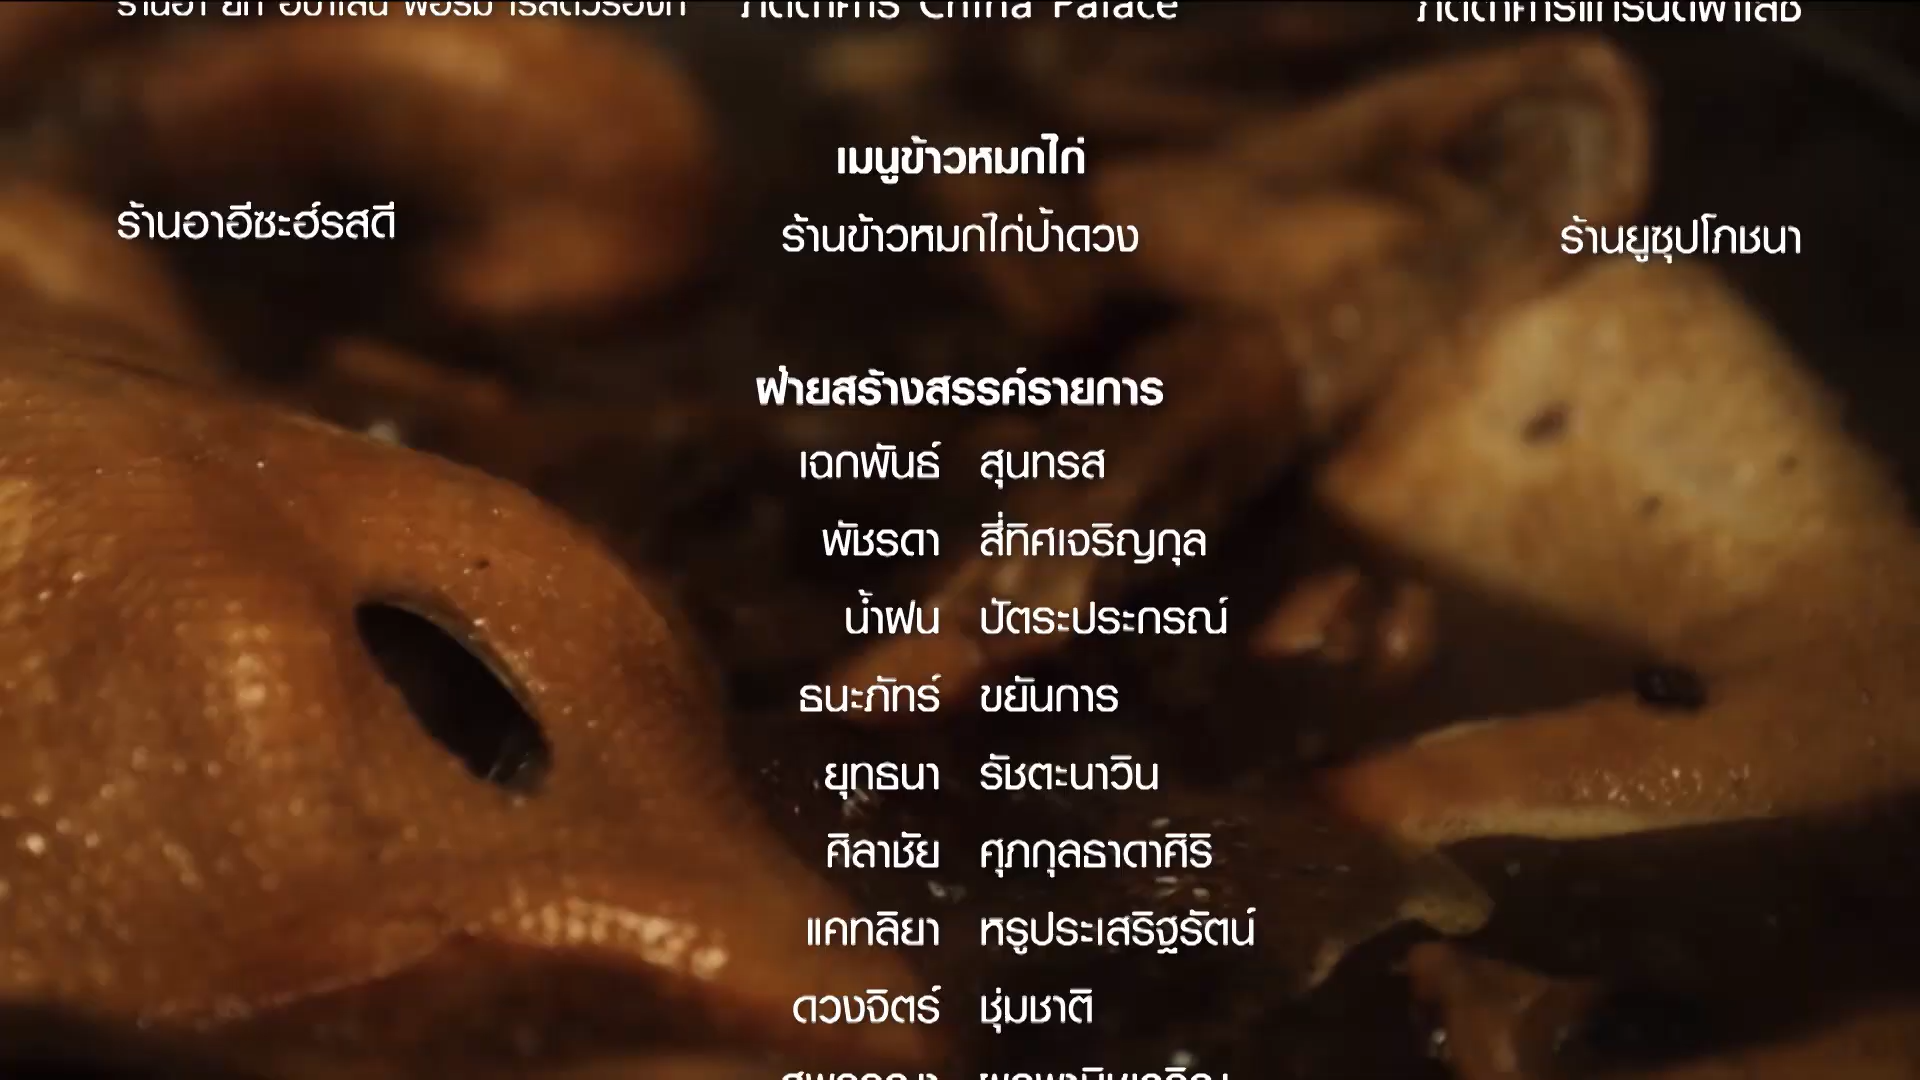 ภัตตาคาร China Palace
เมนูข้าวหมกไก่
ร้านอาอีซะฮ์รสดี ร้านข้าวหมกไก่ป้าดวง ร้านยูซุปโภชนา
ฝ่ายสร้างสรรค์รายการ
เฉกพันธ์ สุนทรส
พัชรดา สี่ทิศเจริญกุล
น้ำฝน ปัตระประกรณ์
ธนะภัทร์ ขยันการ
ยุทธนา รัชตะนาวิน
ศิลาชัย ศุภกุลธาดาศิริ
แคทลิยา หรูประเสริฐรัตน์
ดวงจิตร์ ชุ่มชาติ